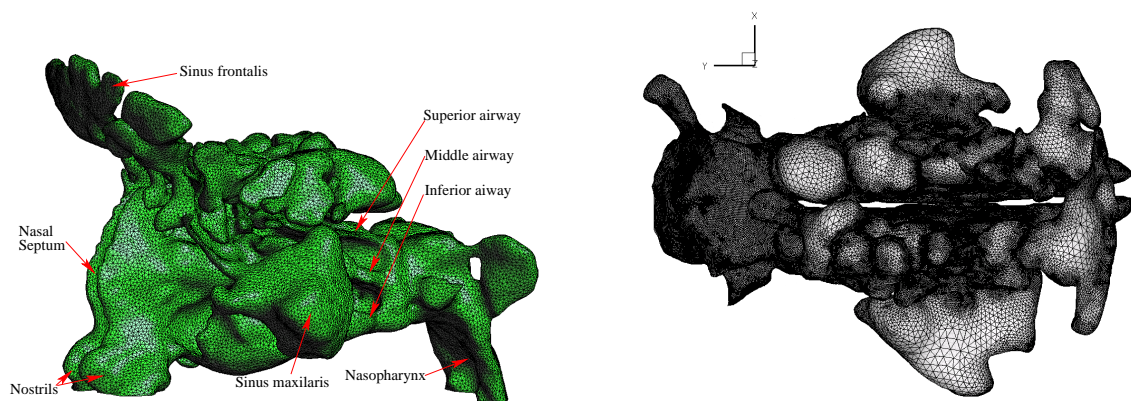 Sinus frontalis
Superior airway
Middle airway
Inferior aiway
Nasal
Septum
Nostrils
Sinus maxilaris
Nasopharynx
X
Y
Z